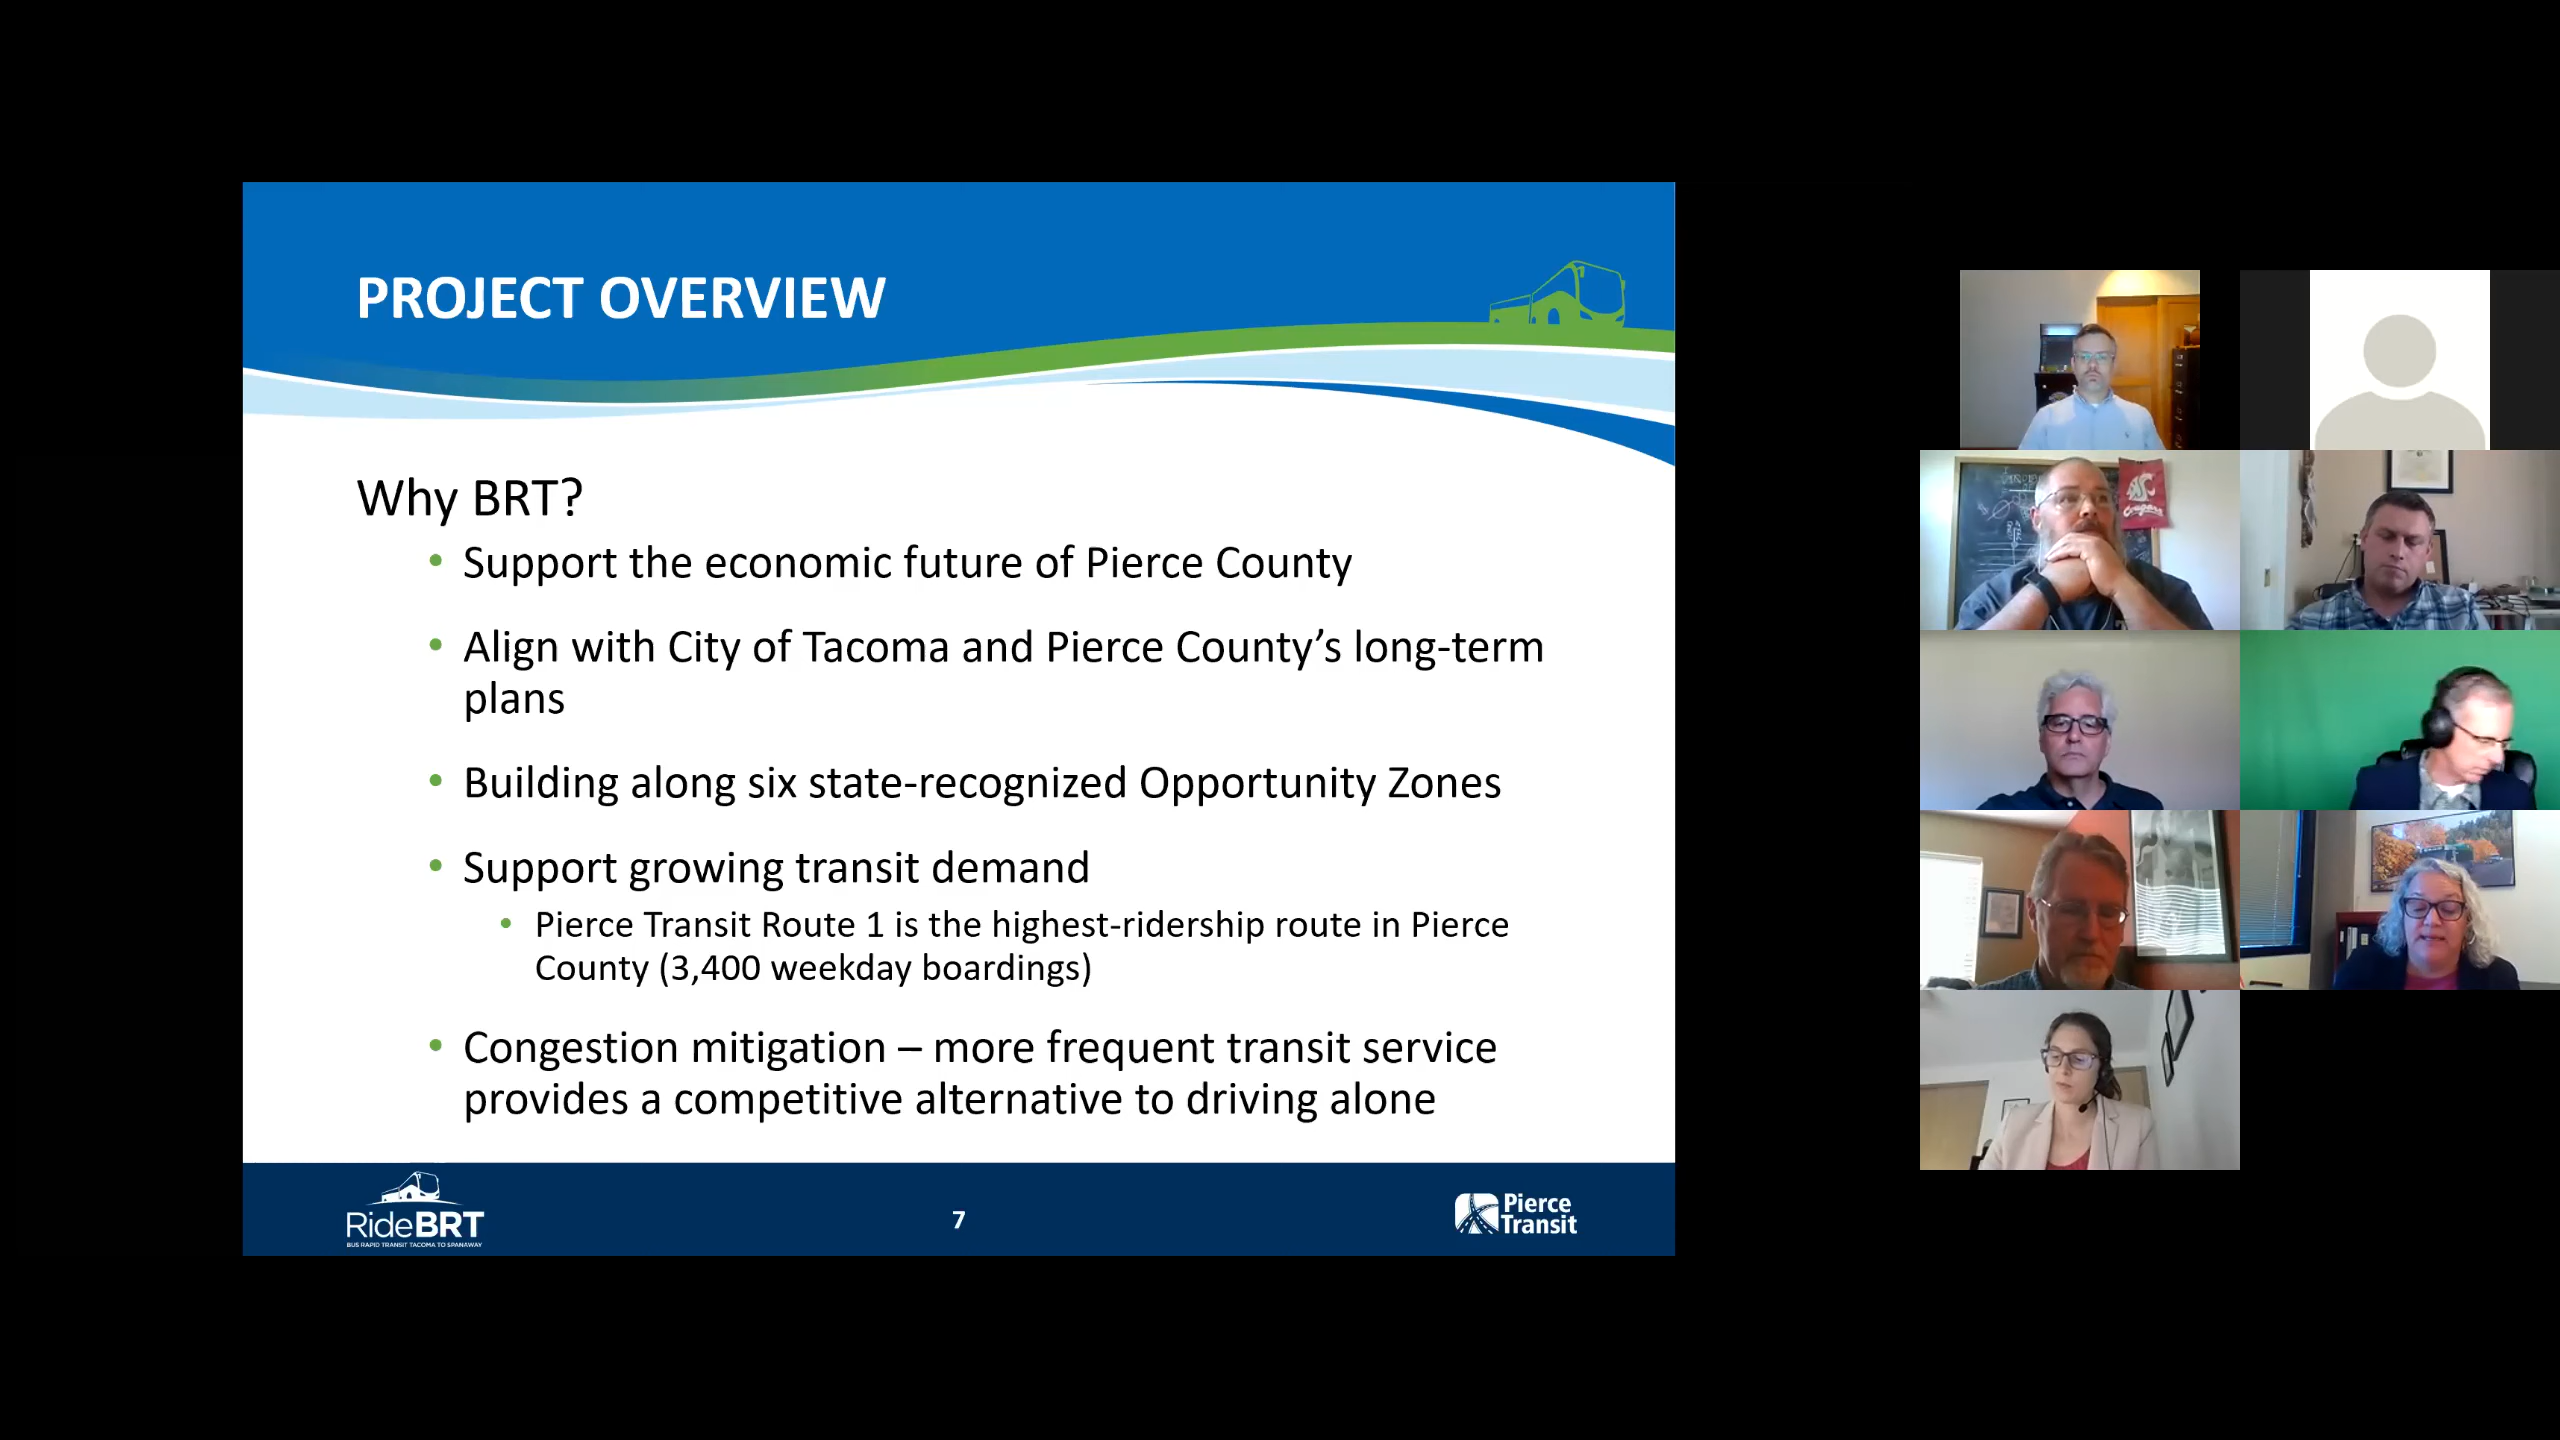 PROJECT OVERVIEW
Why BRT?
• Support the economic future of Pierce County
• Align with City of Tacoma and Pierce County’s long-term
plans
• Building along six state-recognized Opportunity Zones
• Support growing transit demand
• Pierce Transit Route 1 is the highest-ridership route in Pierce
County (3,400 weekday boardings)
• Congestion mitigation – more frequent transit service
provides a competitive alternative to driving alone
RideBRT
BUS RAPID TRANSIT TACOMA TO SPANAWAY
7
Pierce
Transit
Cougars